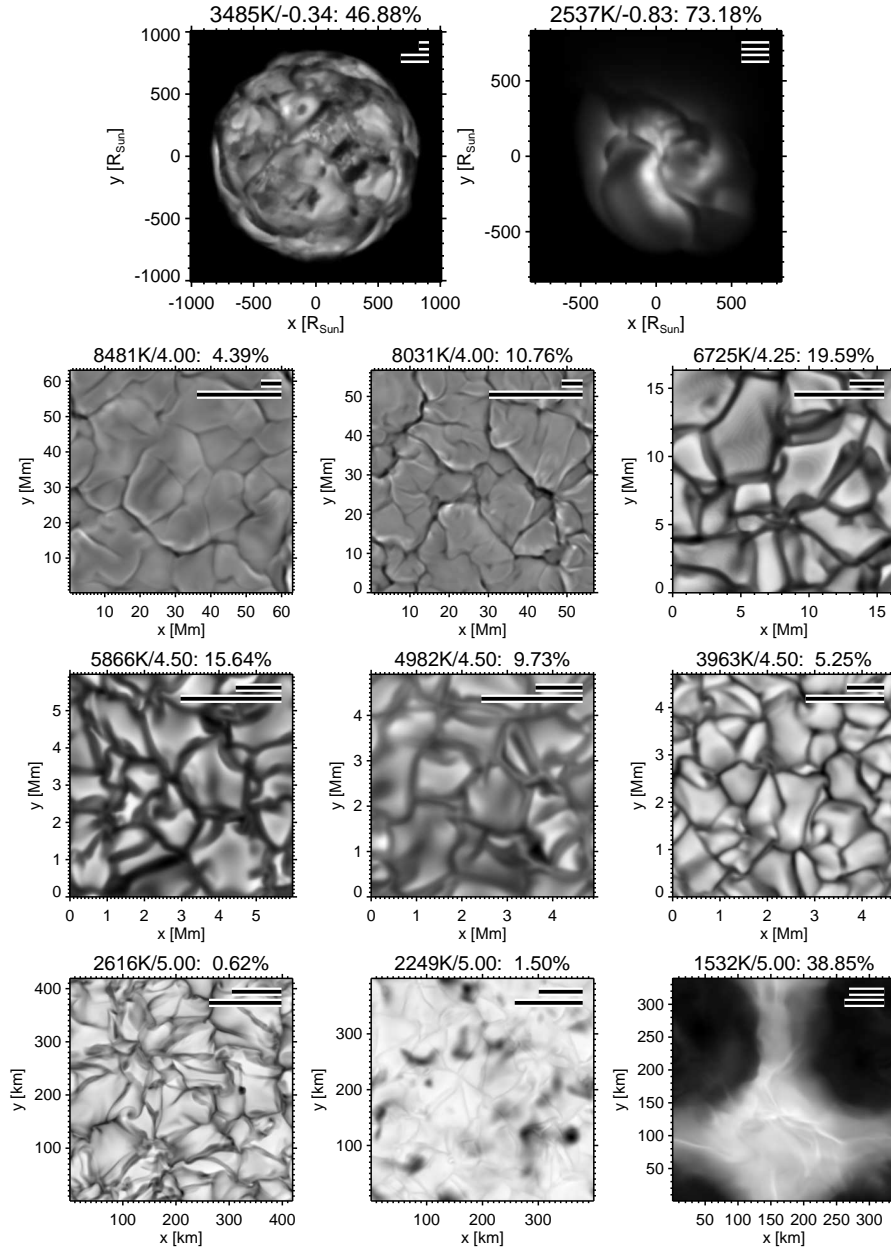 3485K/-0.34: 46.88%
2537K/-0.83: 73.18%
1000
500
0
-500
-1000
y [R_Sun]
-1000 -500 0 500 1000
x [R_Sun]
500
0
-500
y [R_Sun]
-500 0 500
x [R_Sun]
8481K/4.00: 4.39%
8031K/4.00: 10.76%
6725K/4.25: 19.59%
60
50
40
30
20
10
y [Mm]
10 20 30 40 50 60
x [Mm]
50
40
30
20
10
0
y [Mm]
10 20 30 40 50
x [Mm]
15
10
5
0
y [Mm]
0 5 10 15
x [Mm]
5866K/4.50: 15.64%
4982K/4.50: 9.73%
3963K/4.50: 5.25%
5
4
3
2
1
0
y [Mm]
0 1 2 3 4 5
x [Mm]
4
3
2
1
0
y [Mm]
0 1 2 3 4
x [Mm]
4
3
2
1
0
y [Mm]
0 1 2 3 4
x [Mm]
2616K/5.00: 0.62%
2249K/5.00: 1.50%
1532K/5.00: 38.85%
400
300
200
100
y [km]
100 200 300 400
x [km]
300
200
100
y [km]
100 200 300
x [km]
300
250
200
150
100
50
y [km]
50 100 150 200 250 300
x [km]